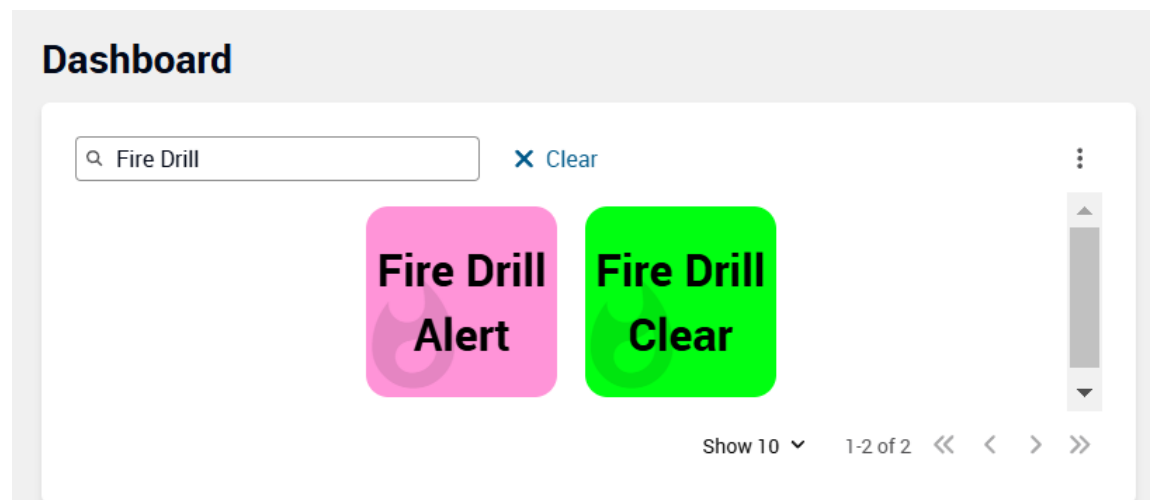 Dashboard
Fire Drill
Clear
Fire Drill
Alert
Fire Drill
Clear
Show 10
1-2 of 2